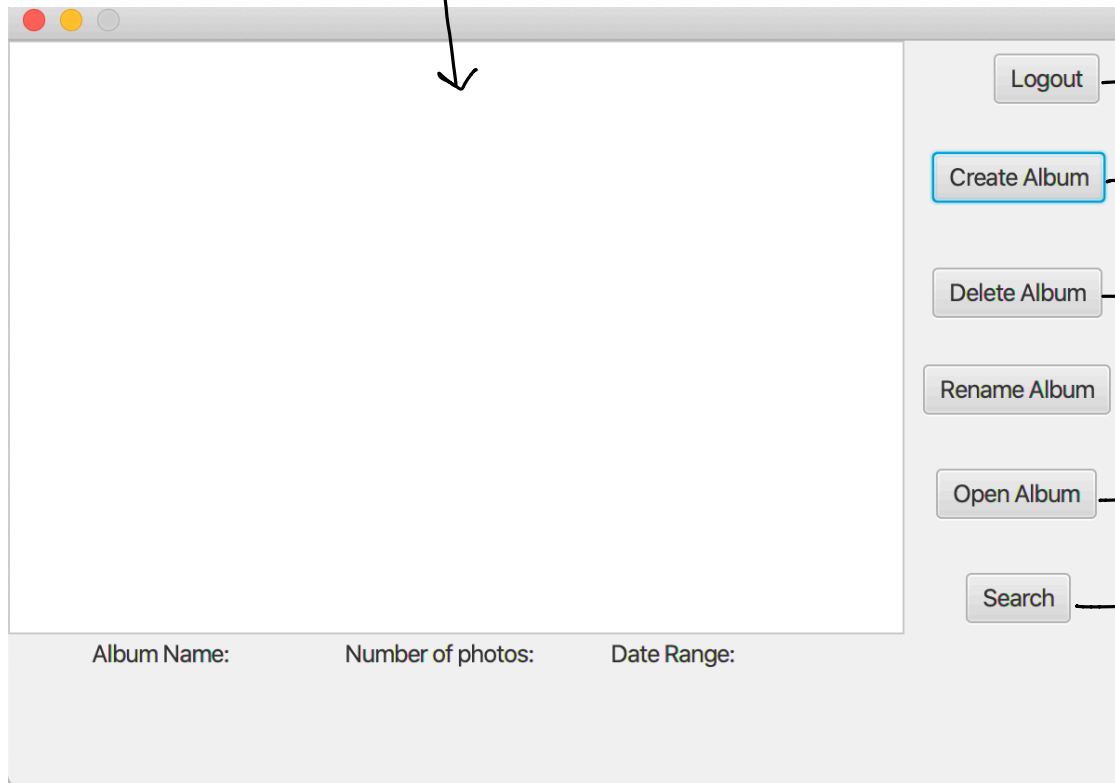 Logout
Create Album
Delete Album
Rename Album
Open Album
Search
Album Name: Number of photos: Date Range: